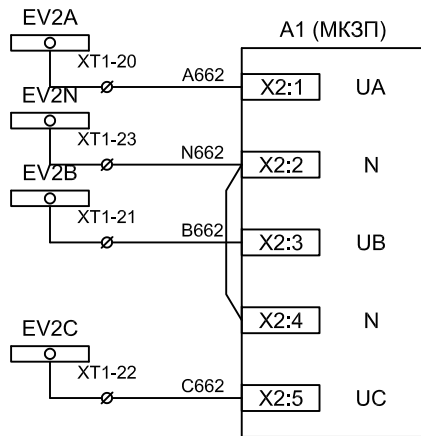 EV2A
A1 (МКЗП)
XT1-20
A662
X2:1
UA
EV2N
XT1-23
N662
X2:2
N
EV2B
XT1-21
B662
X2:3
UB
X2:4
N
EV2C
XT1-22
C662
X2:5
UC